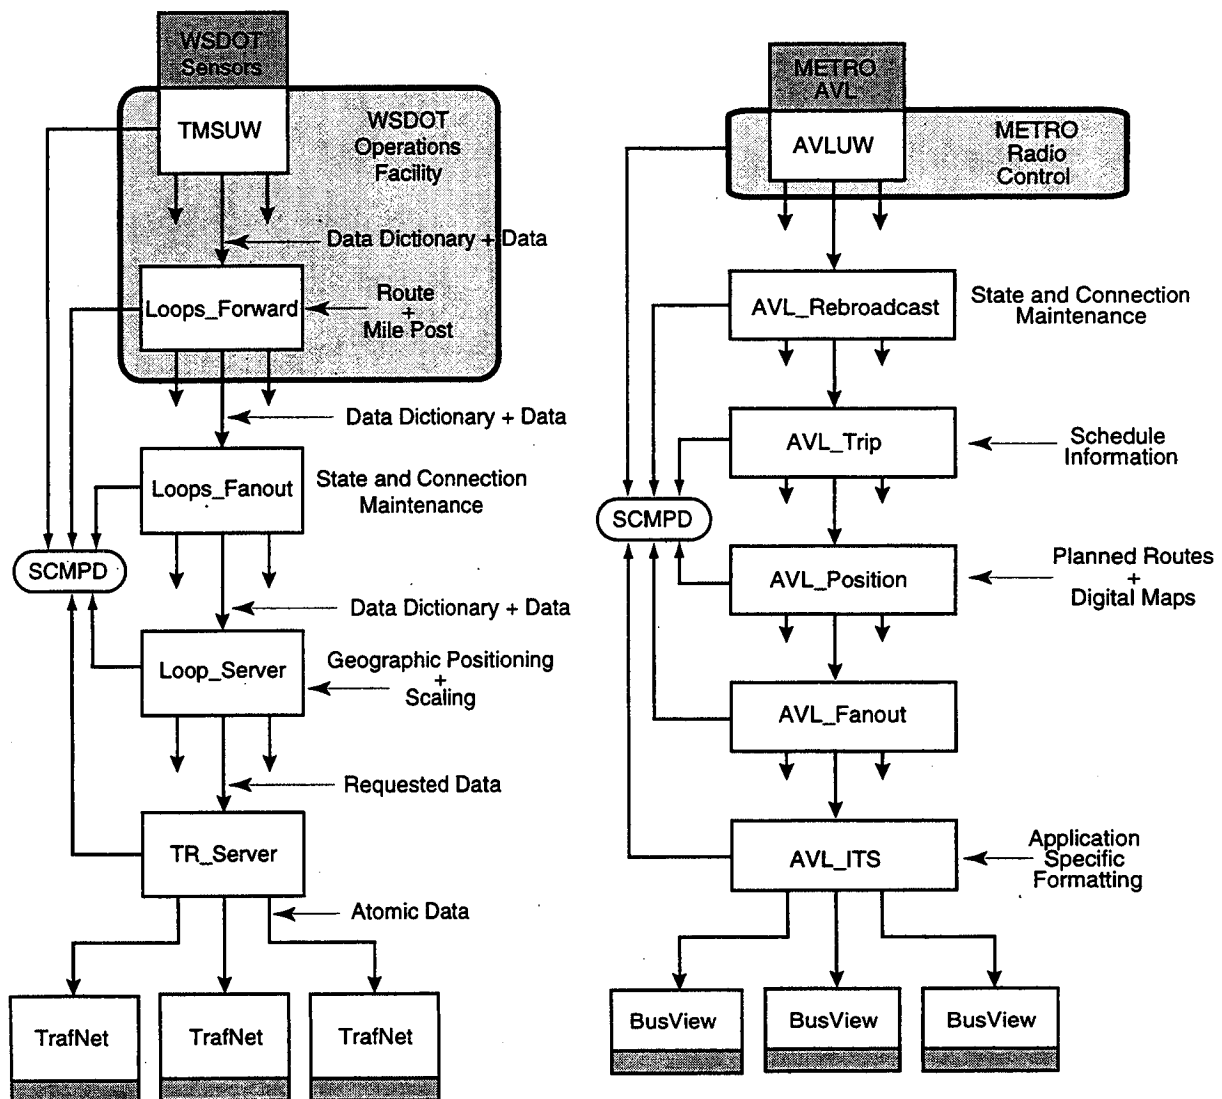 WSDOT
Sensors
TMSUW
WSDOT
Operations
Facility
Data Dictionary + Data
Loops_Forward
Route
+
Mile Post
Data Dictionary + Data
Loops_Fanout
State and Connection
Maintenance
SCMPD
Data Dictionary + Data
Loop_Server
Geographic Positioning
+
Scaling
Requested Data
TR_Server
Atomic Data
TrafNet
TrafNet
TrafNet
METRO
AVL
AVLUW
METRO
Radio
Control
AVL_Rebroadcast
State and Connection
Maintenance
AVL_Trip
Schedule
Information
SCMPD
AVL_Position
Planned Routes
+
Digital Maps
AVL_Fanout
AVL_ITS
Application
Specific
Formatting
BusView
BusView
BusView